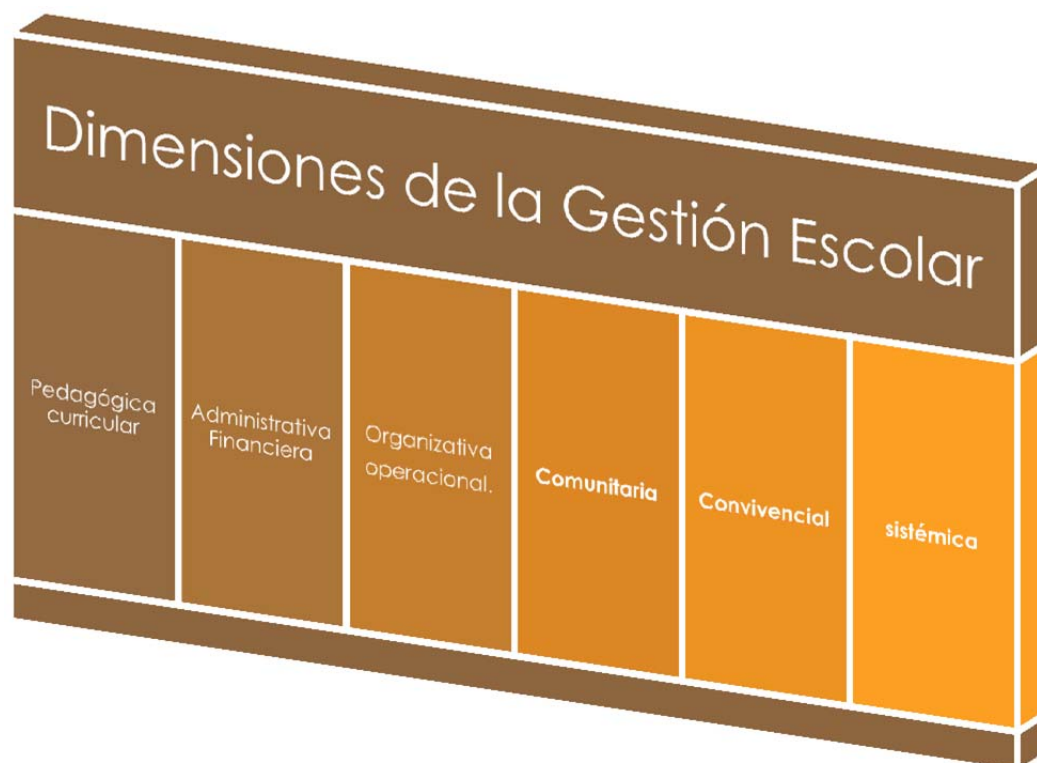 Dimensiones de la Gestión Escolar
Pedagógica
curricular
Administrativa
Financiera
Organizativa
operacional.
Comunitaria
Convivencial
sistémica